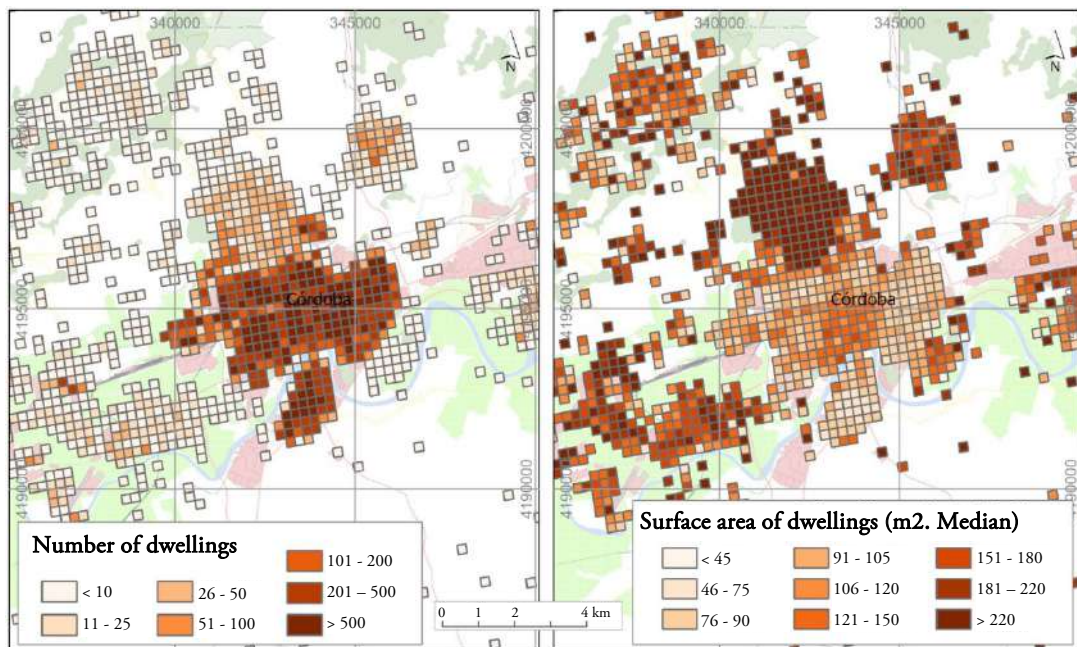 340000
345000
N
4200000
Córdoba
4195000
4190000
Number of dwellings
< 10
11 - 25
26 - 50
51 - 100
101 - 200
201 – 500
> 500
0 1 2 4 km
340000
345000
N
4200000
Córdoba
4195000
4190000
Surface area of dwellings (m2. Median)
< 45
46 - 75
76 - 90
91 - 105
106 - 120
121 - 150
151 - 180
181 – 220
> 220